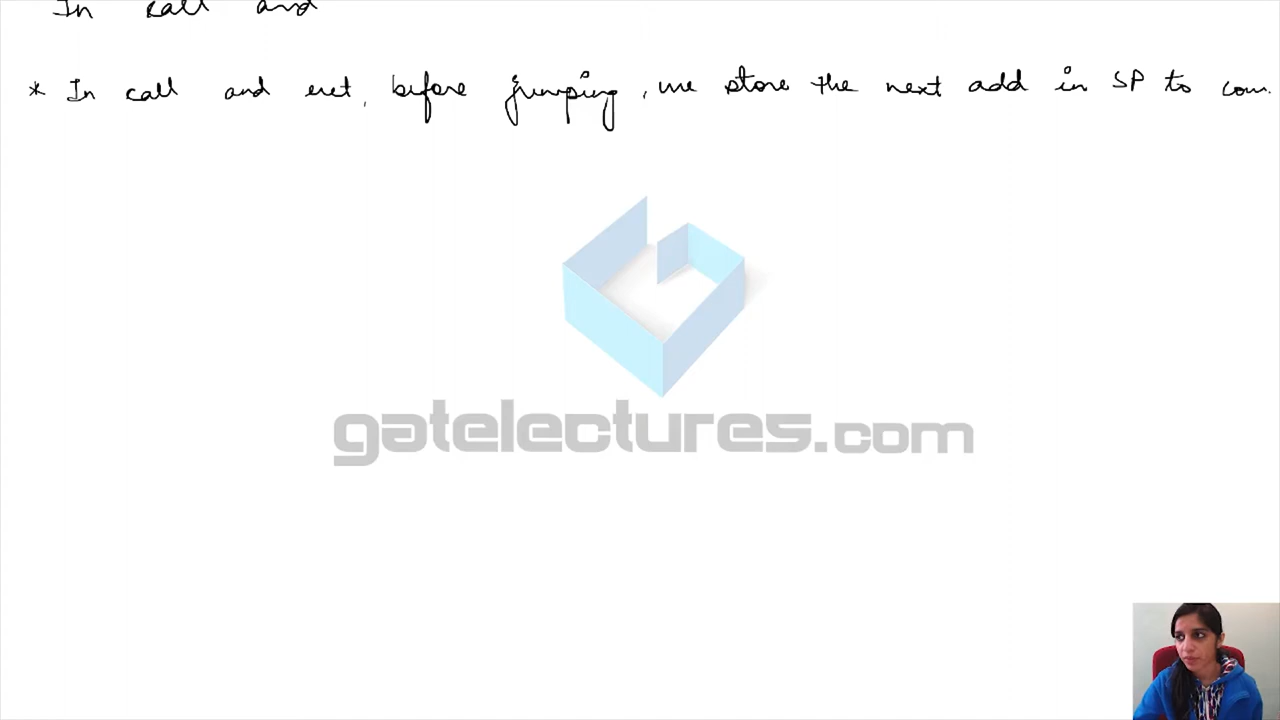 In call and
* In call and ret, before jumping, we store the next add in SP to com.
gatelectures.com